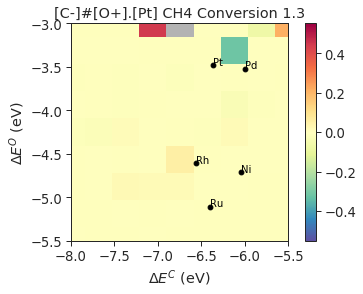 [C-]#[O+].[Pt] CH4 Conversion 1.3
−3.0
−3.5
−4.0
−4.5
−5.0
−5.5
ΔE^O (eV)
Pt
Pd
Rh
Ni
Ru
−8.0 −7.5 −7.0 −6.5 −6.0 −5.5
ΔE^C (eV)
0.4
0.2
0.0
−0.2
−0.4